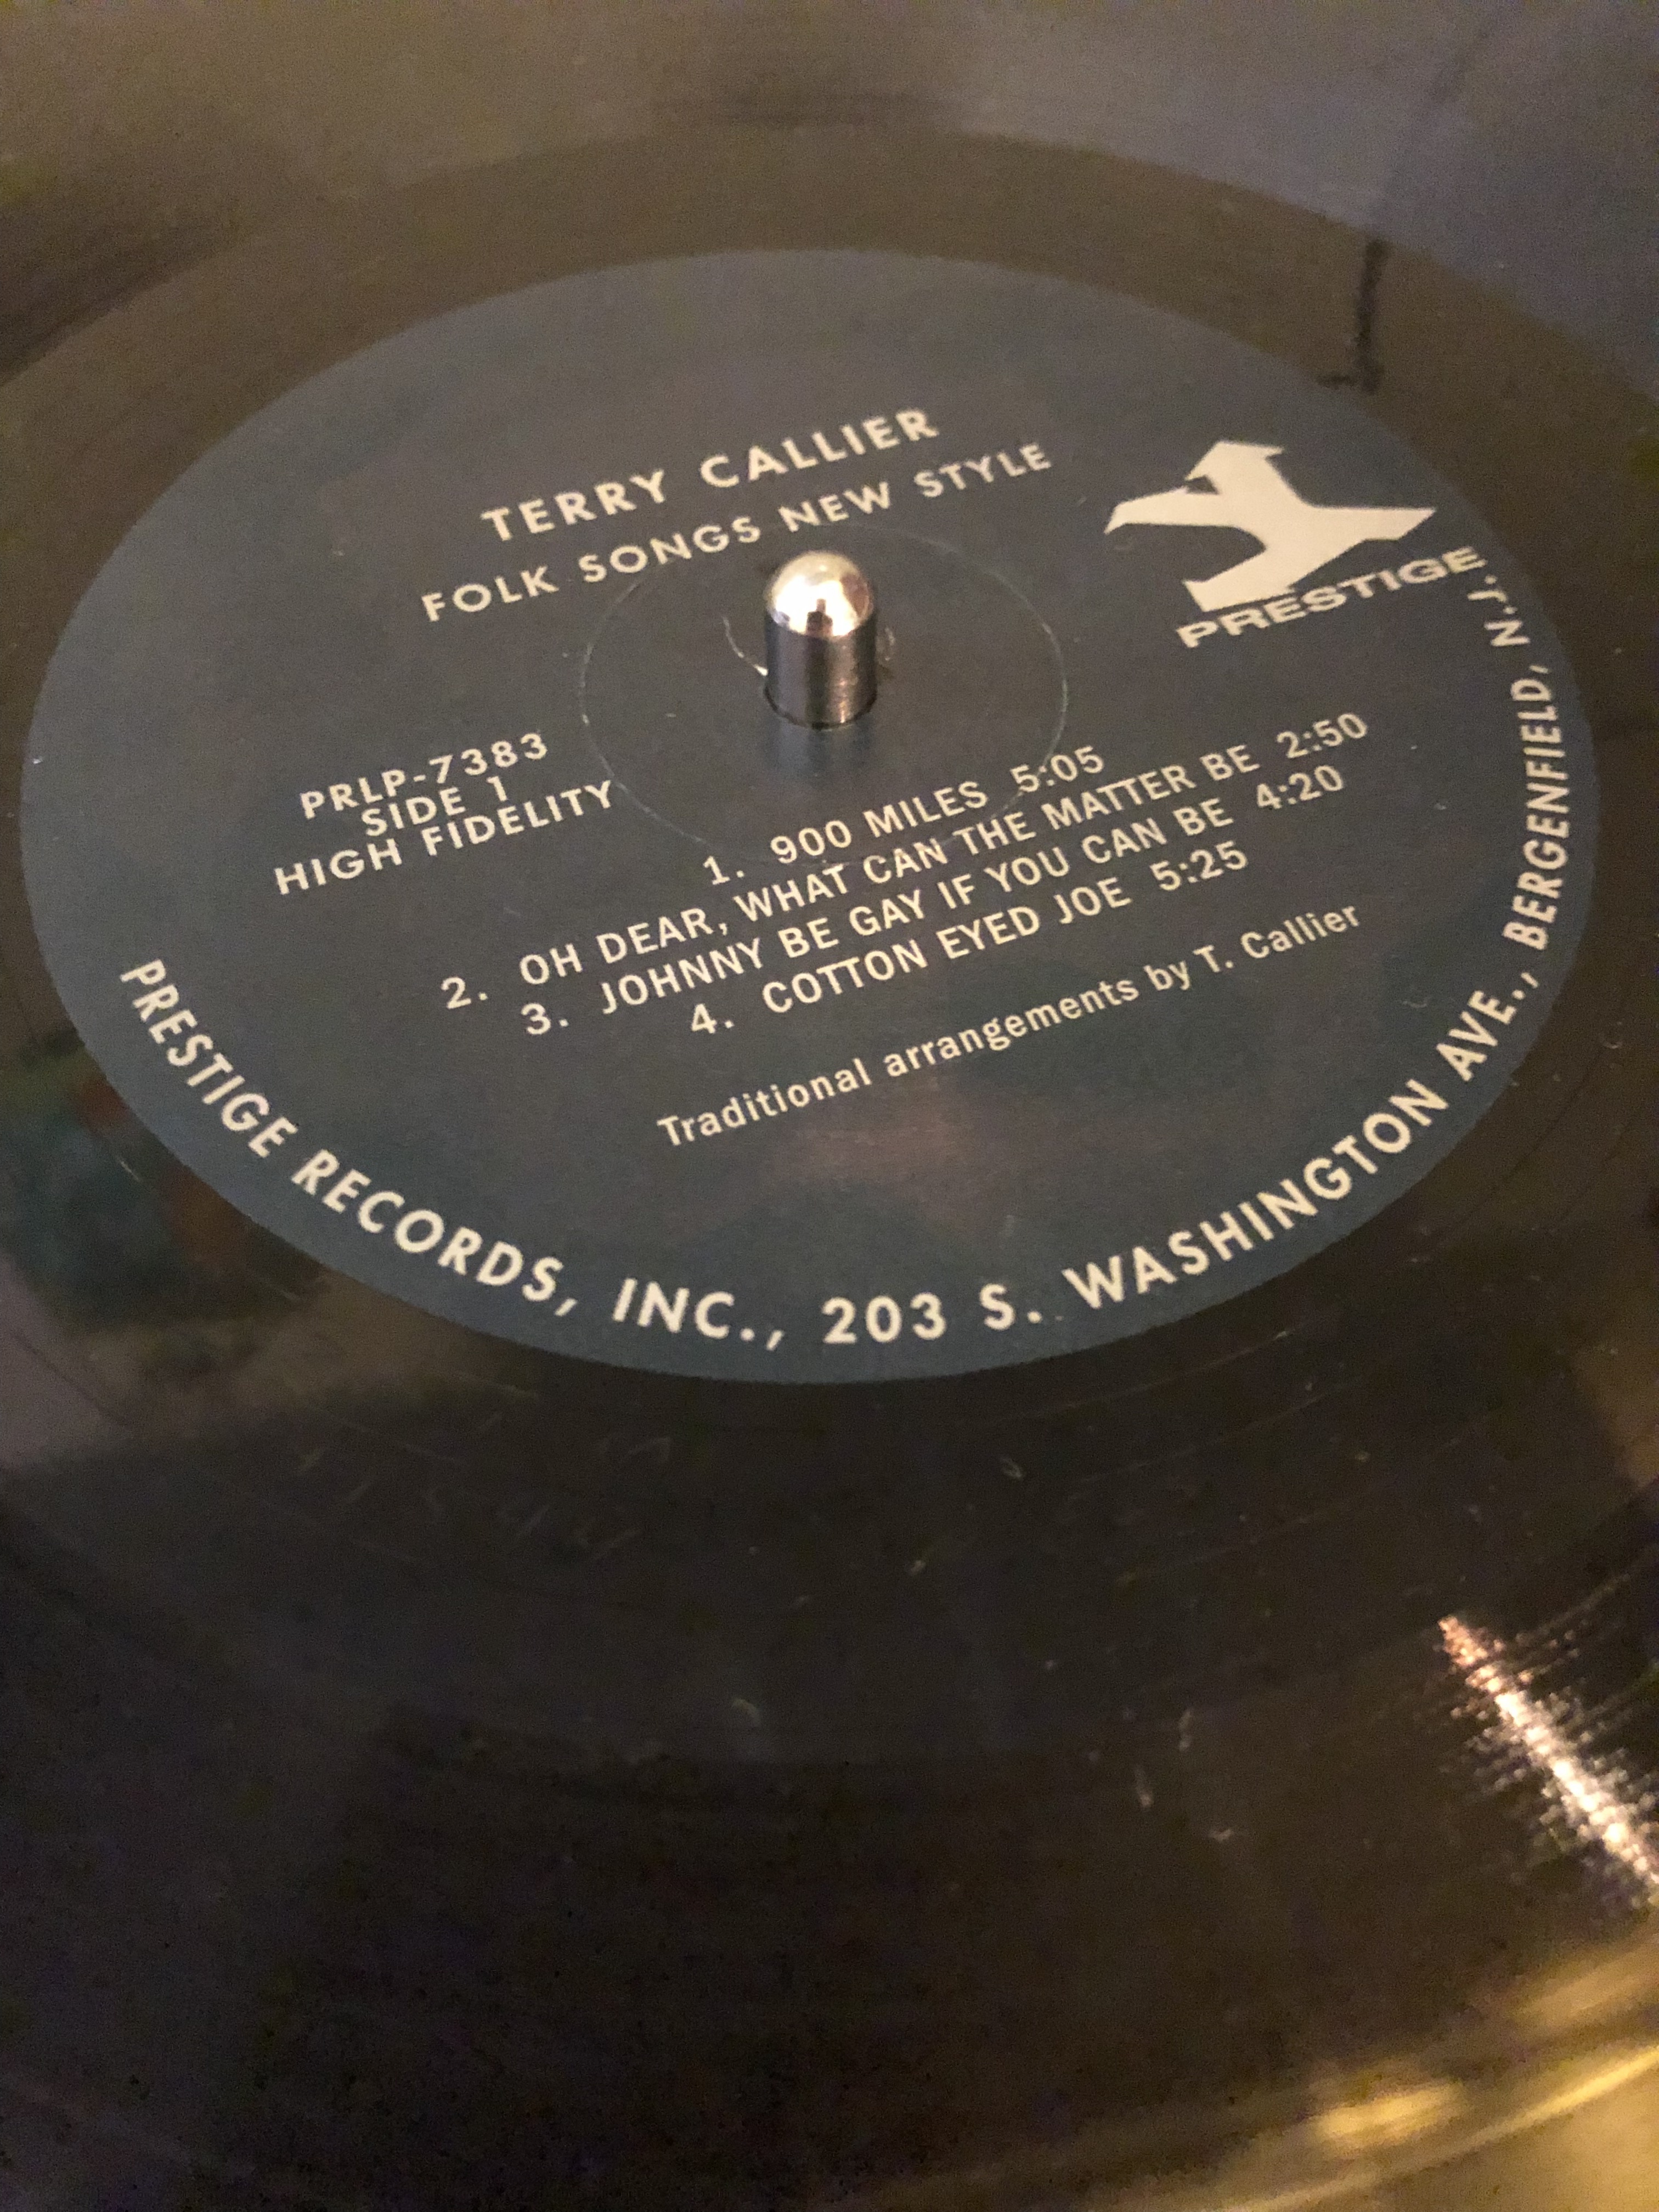 TERRY CALLIER
FOLK SONGS NEW STYLE
PRESTIGE
PRLP-7383
SIDE 1
HIGH FIDELITY
1. 900 MILES 5:05
2. OH DEAR, WHAT CAN THE MATTER BE 2:50
3. JOHNNY BE GAY IF YOU CAN BE 4:20
4. COTTON EYED JOE 5:25
Traditional arrangements by T. Callier
PRESTIGE RECORDS, INC., 203 S. WASHINGTON AVE., BERGENFIELD, N.J.